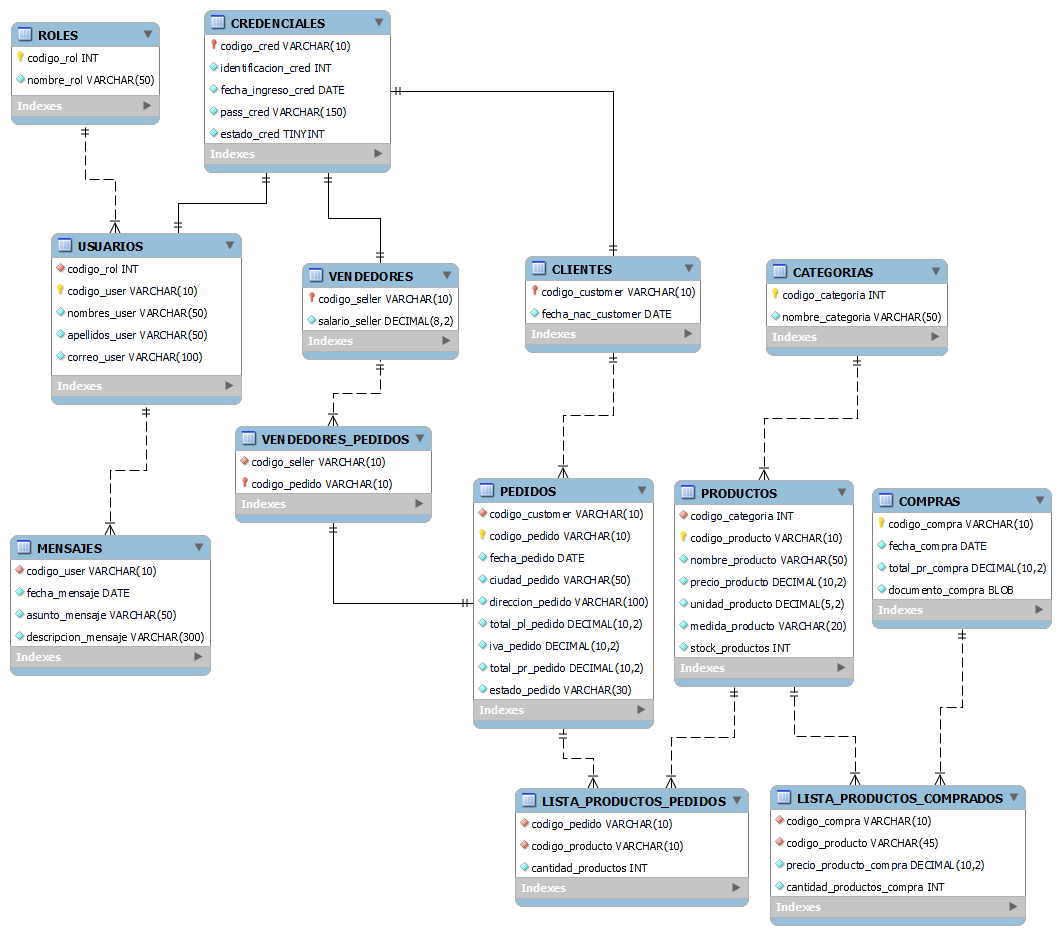 ROLES
codigo_rol INT
nombre_rol VARCHAR(50)
Indexes
CREDENCIALES
codigo_cred VARCHAR(10)
identificacion_cred INT
fecha_ingreso_cred DATE
pass_cred VARCHAR(150)
estado_cred TINYINT
Indexes
USUARIOS
codigo_rol INT
codigo_user VARCHAR(10)
nombres_user VARCHAR(50)
apellidos_user VARCHAR(50)
correo_user VARCHAR(100)
Indexes
VENDEDORES
codigo_seller VARCHAR(10)
salario_seller DECIMAL(8,2)
Indexes
CLIENTES
codigo_customer VARCHAR(10)
fecha_nac_customer DATE
Indexes
CATEGORIAS
codigo_categoria INT
nombre_categoria VARCHAR(50)
Indexes
VENDEDORES_PEDIDOS
codigo_seller VARCHAR(10)
codigo_pedido VARCHAR(10)
Indexes
PEDIDOS
codigo_customer VARCHAR(10)
codigo_pedido VARCHAR(10)
fecha_pedido DATE
ciudad_pedido VARCHAR(50)
direccion_pedido VARCHAR(100)
total_pl_pedido DECIMAL(10,2)
iva_pedido DECIMAL(10,2)
total_pr_pedido DECIMAL(10,2)
estado_pedido VARCHAR(30)
Indexes
PRODUCTOS
codigo_categoria INT
codigo_producto VARCHAR(10)
nombre_producto VARCHAR(50)
precio_producto DECIMAL(10,2)
unidad_producto DECIMAL(5,2)
medida_producto VARCHAR(20)
stock_productos INT
Indexes
COMPRAS
codigo_compra VARCHAR(10)
fecha_compra DATE
total_pr_compra DECIMAL(10,2)
documento_compra BLOB
Indexes
MENSAJES
codigo_user VARCHAR(10)
fecha_mensaje DATE
asunto_mensaje VARCHAR(50)
descripcion_mensaje VARCHAR(300)
Indexes
LISTA_PRODUCTOS_PEDIDOS
codigo_pedido VARCHAR(10)
codigo_producto VARCHAR(10)
cantidad_productos INT
Indexes
LISTA_PRODUCTOS_COMPRADOS
codigo_compra VARCHAR(10)
codigo_producto VARCHAR(45)
precio_producto_compra DECIMAL(10,2)
cantidad_productos_compra INT
Indexes